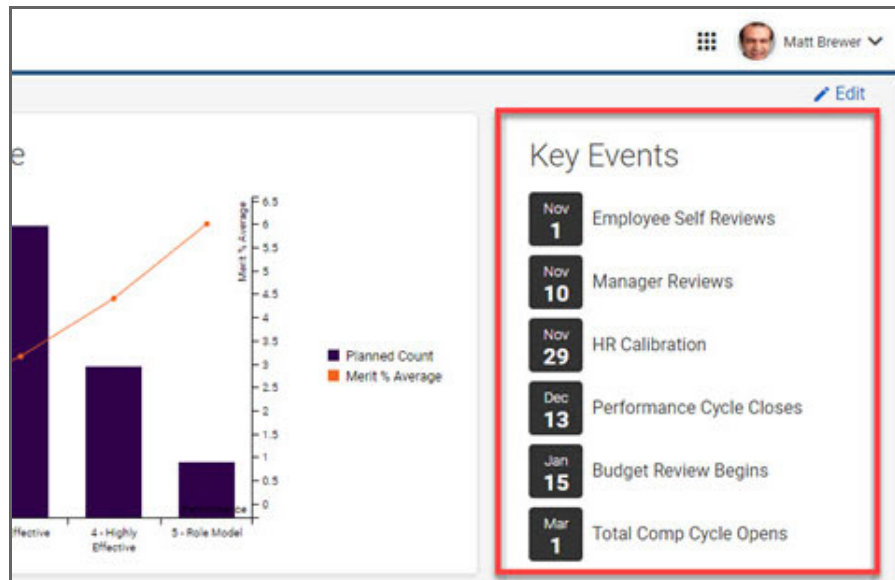 Matt Brewer
Edit
e
Key Events
Merit % Average
6.5
6
5.5
5
4.5
4
3.5
3
2.5
2
1.5
1
0.5
0
Planned Count
Merit % Average
ffective
4 - Highly
Effective
5 - Role Model
Nov
1
Employee Self Reviews
Nov
10
Manager Reviews
Nov
29
HR Calibration
Dec
13
Performance Cycle Closes
Jan
15
Budget Review Begins
Mar
1
Total Comp Cycle Opens